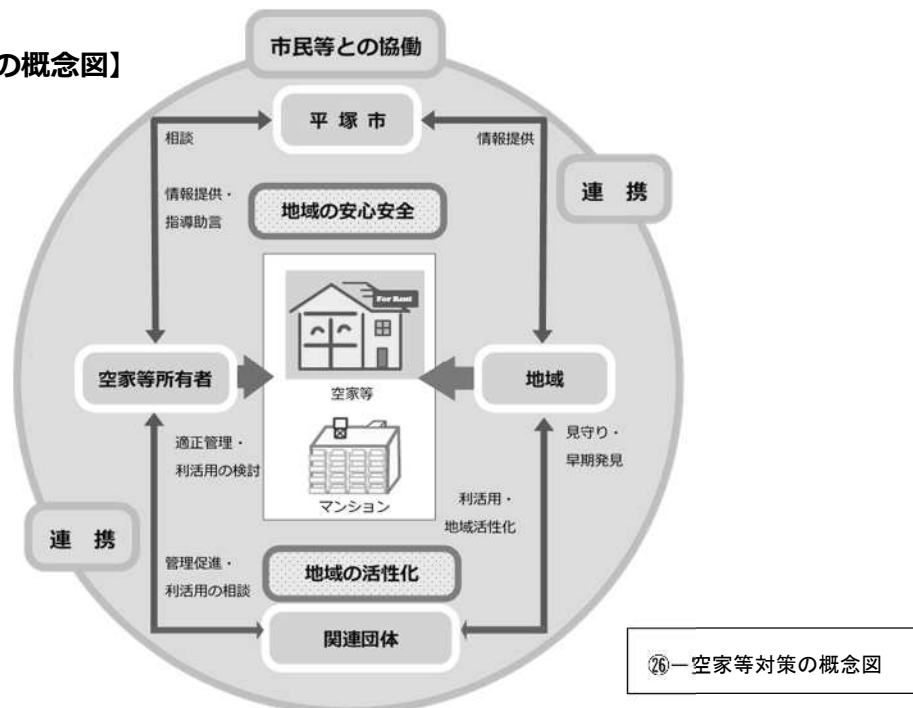 市民等との協働
の概念図】
平 塚 市
相談
情報提供
連 携
情報提供・
指導助言
地域の安心安全
For Rent
空家等所有者
空家等
地域
適正管理・
利活用の検討
見守り・
早期発見
マンション
利活用・
地域活性化
連 携
管理促進・
利活用の相談
地域の活性化
関連団体
㉖―空家等対策の概念図